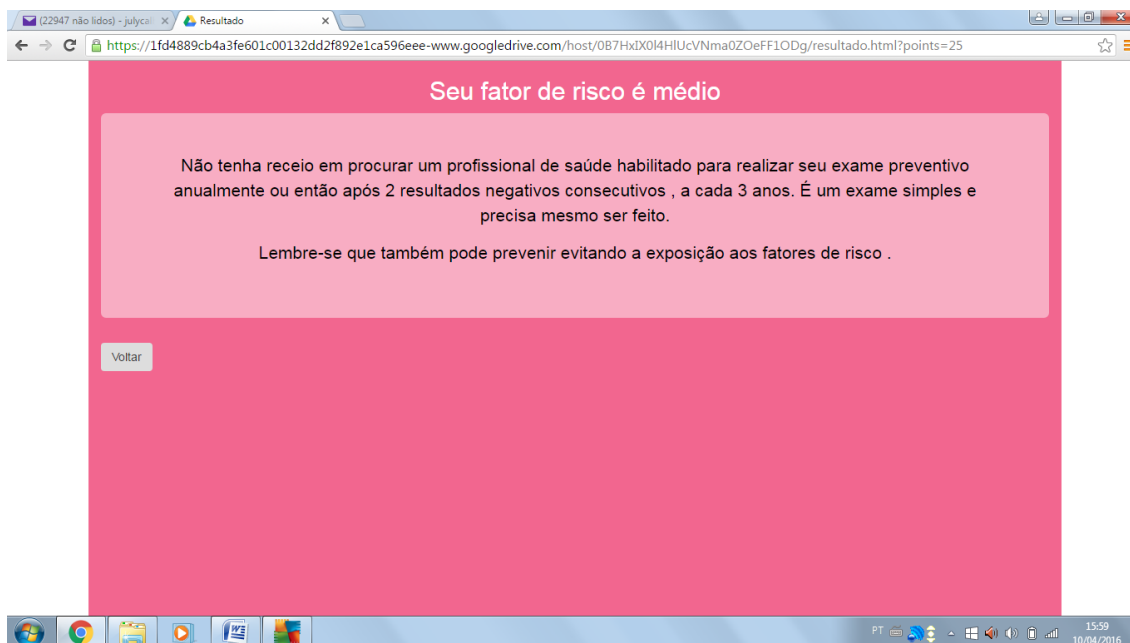 (22947 não lidos) - julycal
Resultado
https://1fd4889cb4a3fe601c00132dd2f892e1ca596eee-www.googledrive.com/host/0B7HxIX0l4HlUcVNma0ZOeFF1ODg/resultado.html?points=25
Seu fator de risco é médio
Não tenha receio em procurar um profissional de saúde habilitado para realizar seu exame preventivo
anualmente ou então após 2 resultados negativos consecutivos , a cada 3 anos. É um exame simples e
precisa mesmo ser feito.
Lembre-se que também pode prevenir evitando a exposição aos fatores de risco .
Voltar
PT
15:59
10/04/2016